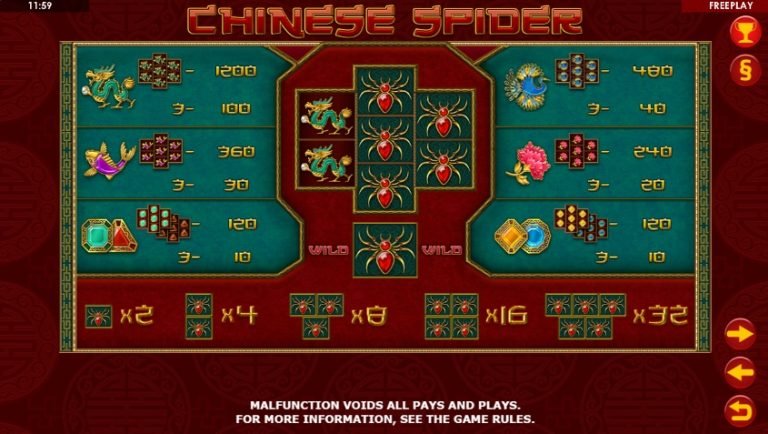 11:59
CHINESE SPIDER
FREEPLAY
§
- 1200
3- 100
- 480
3- 40
- 360
3- 30
- 240
3- 20
- 120
3- 10
- 120
3- 10
WILD WILD
x2 x4 x8 x16 x32
MALFUNCTION VOIDS ALL PAYS AND PLAYS.
FOR MORE INFORMATION, SEE THE GAME RULES.